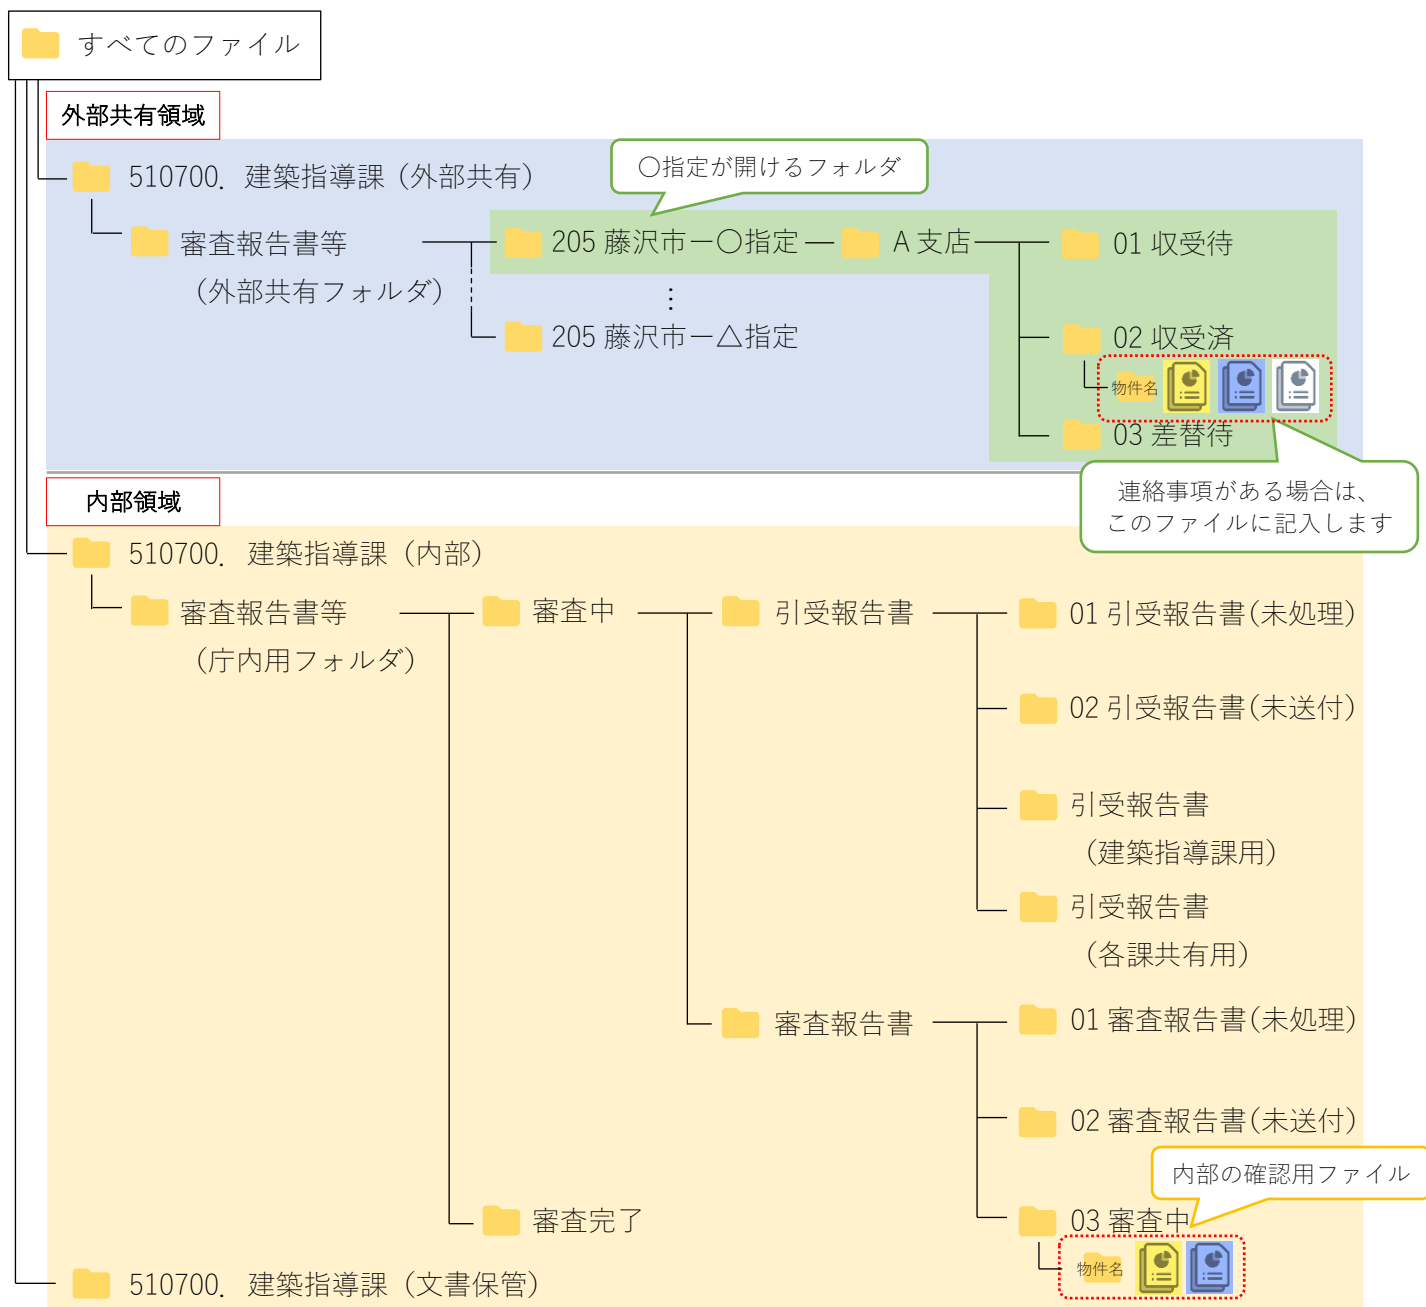 すべてのファイル
外部共有領域
510700．建築指導課（外部共有）
〇指定が開けるフォルダ
審査報告書等
（外部共有フォルダ）
205 藤沢市ー〇指定
A 支店
01 収受待
⋮
205 藤沢市ー△指定
02 収受済
物件名
03 差替待
連絡事項がある場合は、
このファイルに記入します
内部領域
510700．建築指導課（内部）
審査報告書等
（庁内用フォルダ）
審査中
引受報告書
01 引受報告書（未処理）
02 引受報告書（未送付）
引受報告書
（建築指導課用）
引受報告書
（各課共有用）
審査報告書
01 審査報告書（未処理）
02 審査報告書（未送付）
内部の確認用ファイル
03 審査中
物件名
審査完了
510700．建築指導課（文書保管）